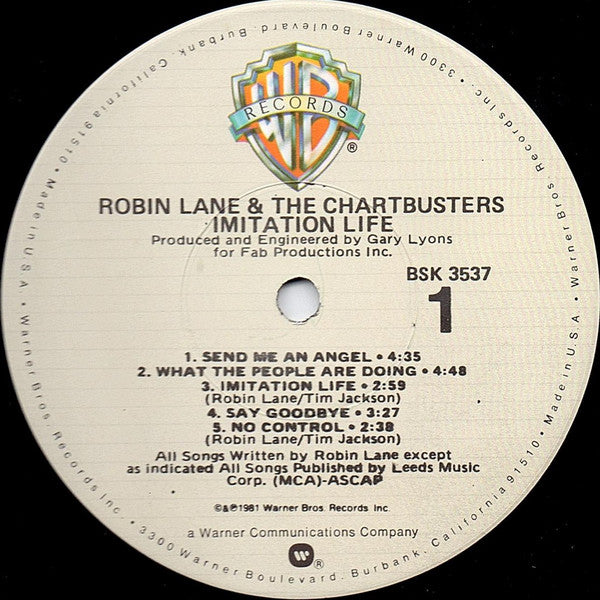 WB
RECORDS
®
ROBIN LANE & THE CHARTBUSTERS
IMITATION LIFE
Produced and Engineered by Gary Lyons
for Fab Productions Inc.
BSK 3537
1
1. SEND ME AN ANGEL • 4:35
2. WHAT THE PEOPLE ARE DOING • 4:48
3. IMITATION LIFE • 2:59
(Robin Lane/Tim Jackson)
4. SAY GOODBYE • 3:27
5. NO CONTROL • 2:38
(Robin Lane/Tim Jackson)
All Songs Written by Robin Lane except
as indicated All Songs Published by Leeds Music
Corp. (MCA)-ASCAP
©&℗1981 Warner Bros. Records Inc.
a Warner Communications Company
®
• 3300 Warner Boulevard, Burbank, California 91510 • Made in U.S.A. • Warner Bros. Records Inc. • 3300 Warner Boulevard, Burbank, California 91510 • Made in U.S.A. • Warner Bros. Records Inc.